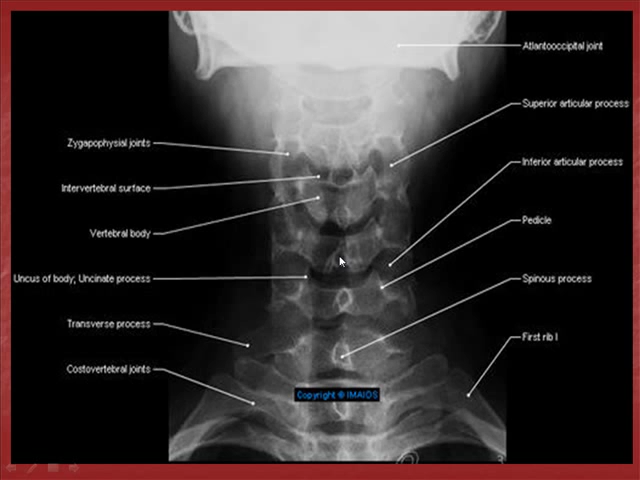 Atlantooccipital joint
Superior articular process
Zygapophysial joints
Inferior articular process
Intervertebral surface
Pedicle
Vertebral body
Uncus of body; Uncinate process
Spinous process
Transverse process
First rib I
Costovertebral joints
Copyright © IMAIOS